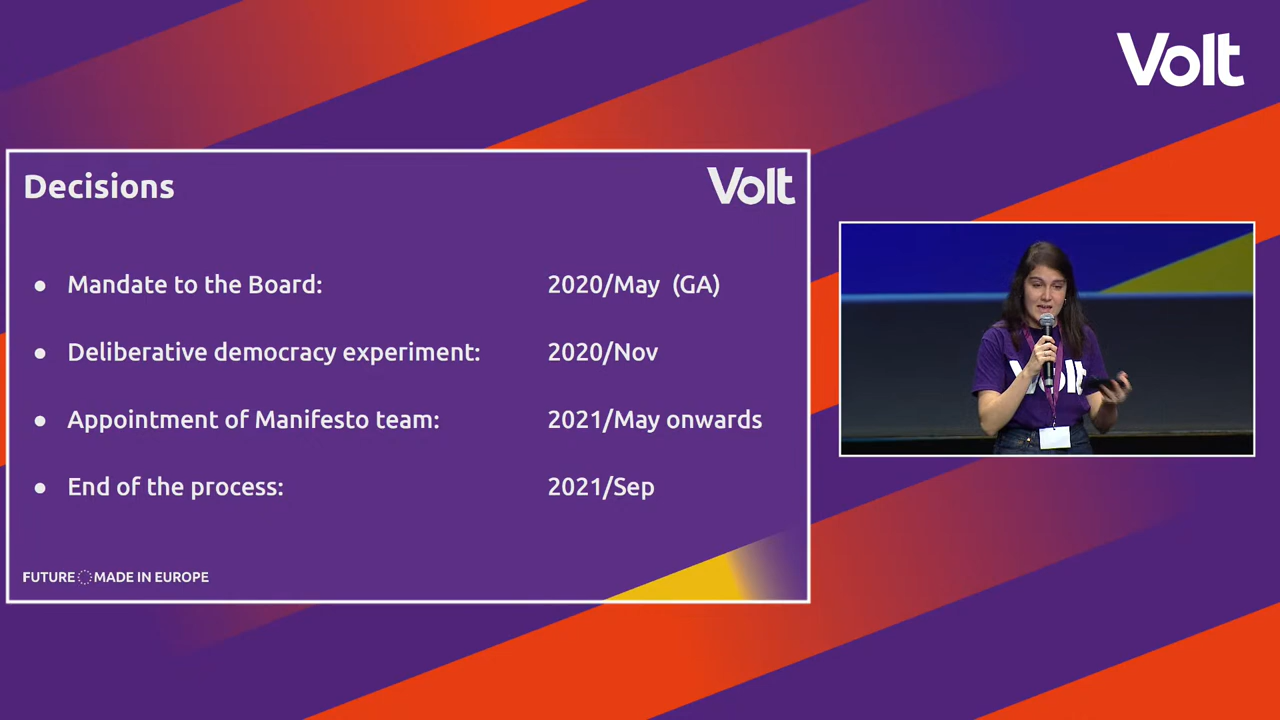 Volt
Decisions
Volt
● Mandate to the Board: 2020/May (GA)
● Deliberative democracy experiment: 2020/Nov
● Appointment of Manifesto team: 2021/May onwards
● End of the process: 2021/Sep
FUTURE MADE IN EUROPE
Volt